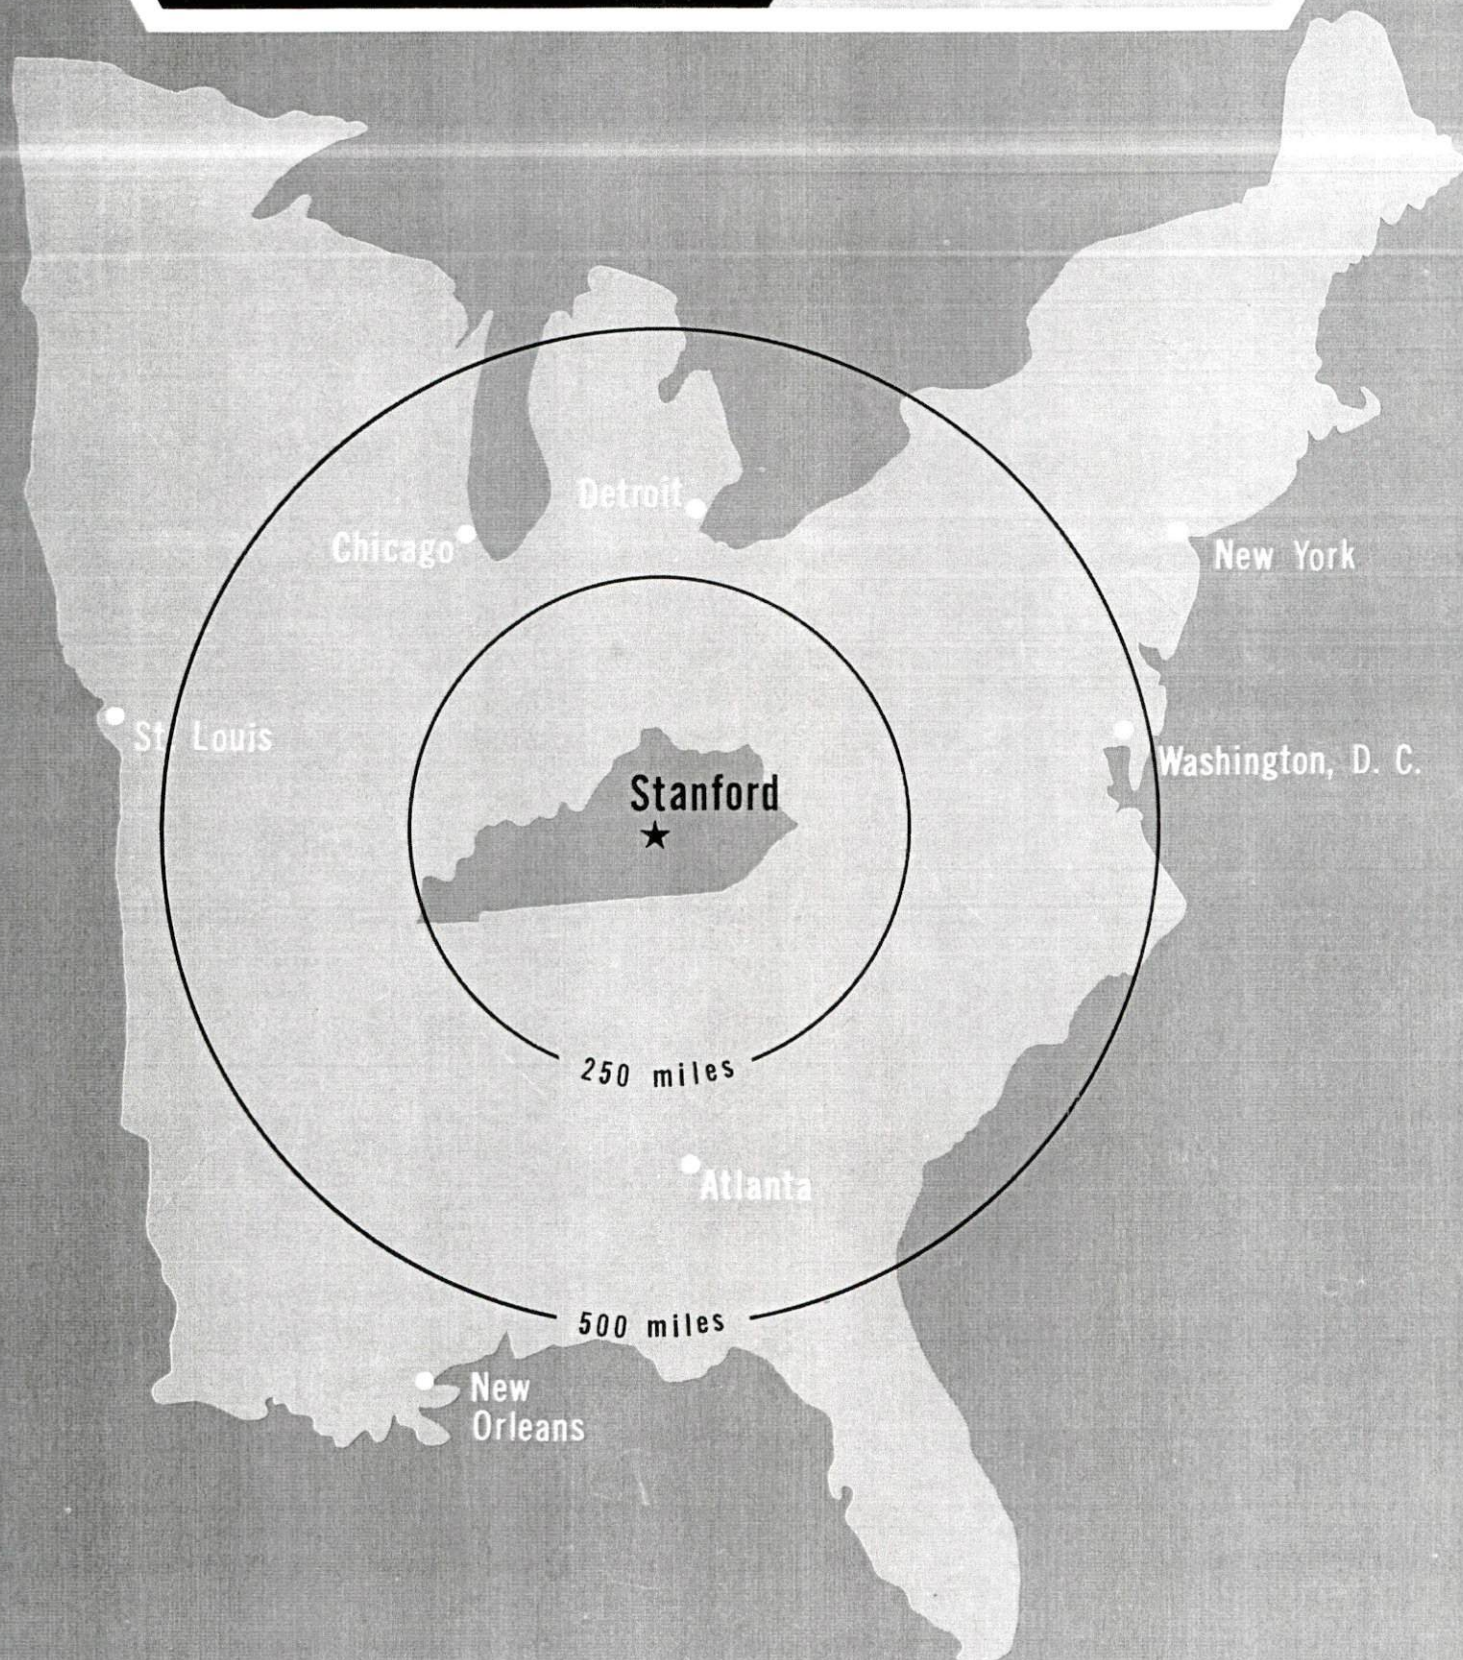 Detroit
Chicago
New York
St. Louis
Washington, D. C.
Stanford
250 miles
Atlanta
500 miles
New
Orleans